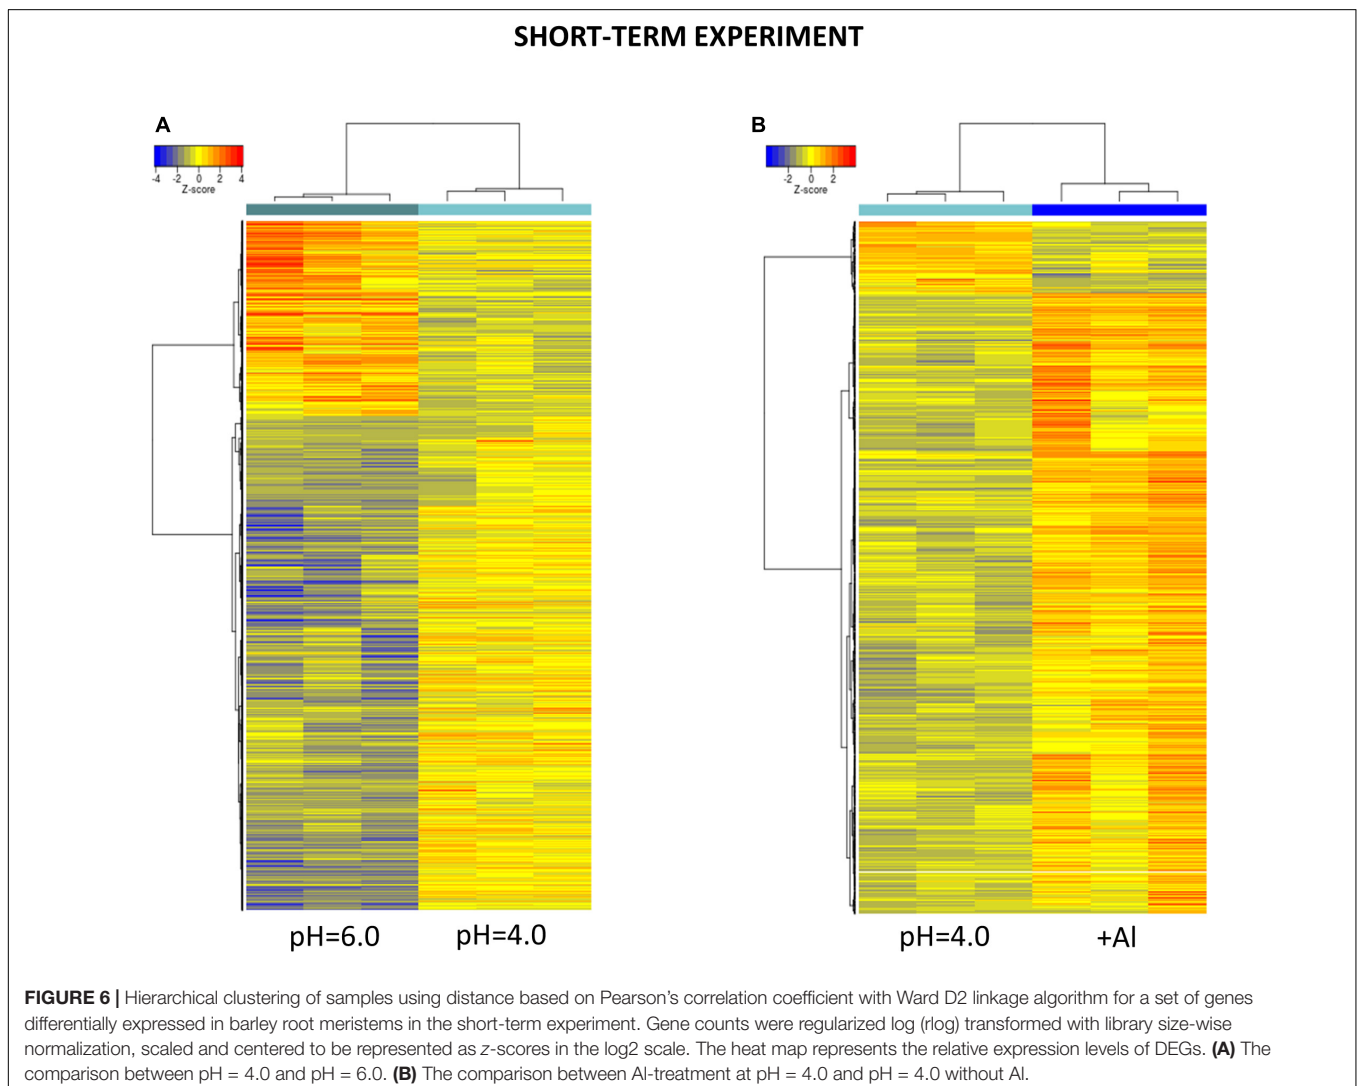 SHORT-TERM EXPERIMENT
A
-4 -2 0 2 4
Z-score
B
-2 0 2
Z-score
pH=6.0 pH=4.0
pH=4.0 +Al
FIGURE 6 | Hierarchical clustering of samples using distance based on Pearson’s correlation coefficient with Ward D2 linkage algorithm for a set of genes
differentially expressed in barley root meristems in the short-term experiment. Gene counts were regularized log (rlog) transformed with library size-wise
normalization, scaled and centered to be represented as z-scores in the log2 scale. The heat map represents the relative expression levels of DEGs. (A) The
comparison between pH = 4.0 and pH = 6.0. (B) The comparison between Al-treatment at pH = 4.0 and pH = 4.0 without Al.